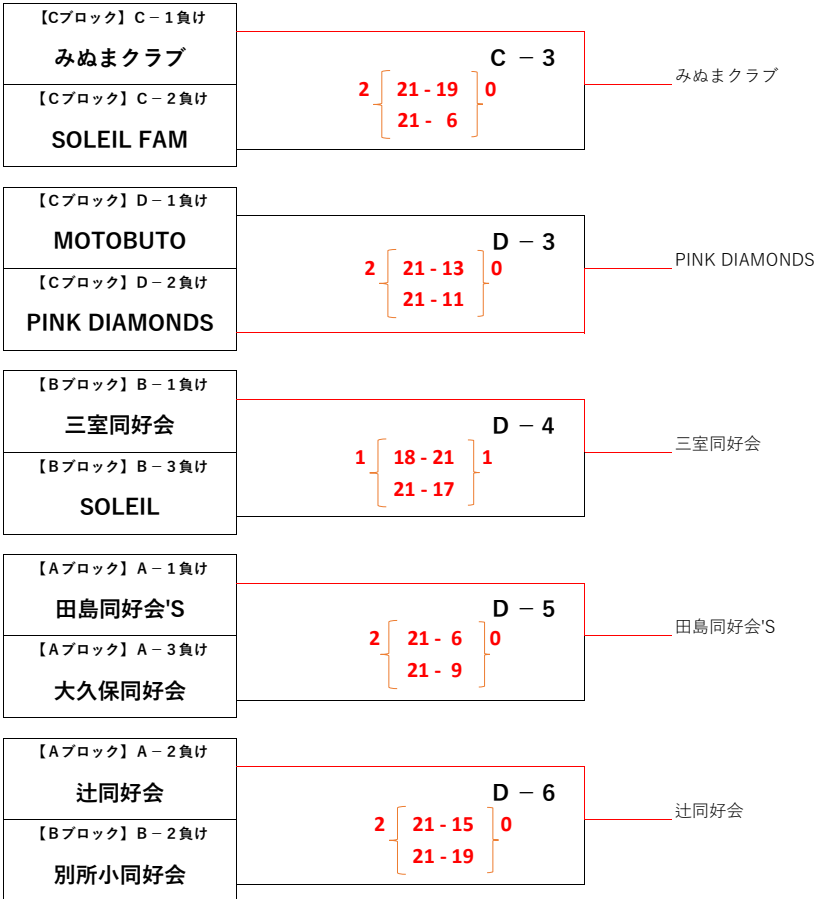 【Cブロック】C－1負け
みぬまクラブ
【Cブロック】C－2負け
SOLEIL FAM
C －3
2 21 - 19 0
21 - 6
みぬまクラブ
【Cブロック】D－1負け
MOTOBUTO
【Cブロック】D－2負け
PINK DIAMONDS
D －3
2 21 - 13 0
21 - 11
PINK DIAMONDS
【Bブロック】B－1負け
三室同好会
【Bブロック】B－3負け
SOLEIL
D －4
1 18 - 21 1
21 - 17
三室同好会
【Aブロック】A－1負け
田島同好会'S
【Aブロック】A－3負け
大久保同好会
D －5
2 21 - 6 0
21 - 9
田島同好会'S
【Aブロック】A－2負け
辻同好会
【Bブロック】B－2負け
別所小同好会
D －6
2 21 - 15 0
21 - 19
辻同好会